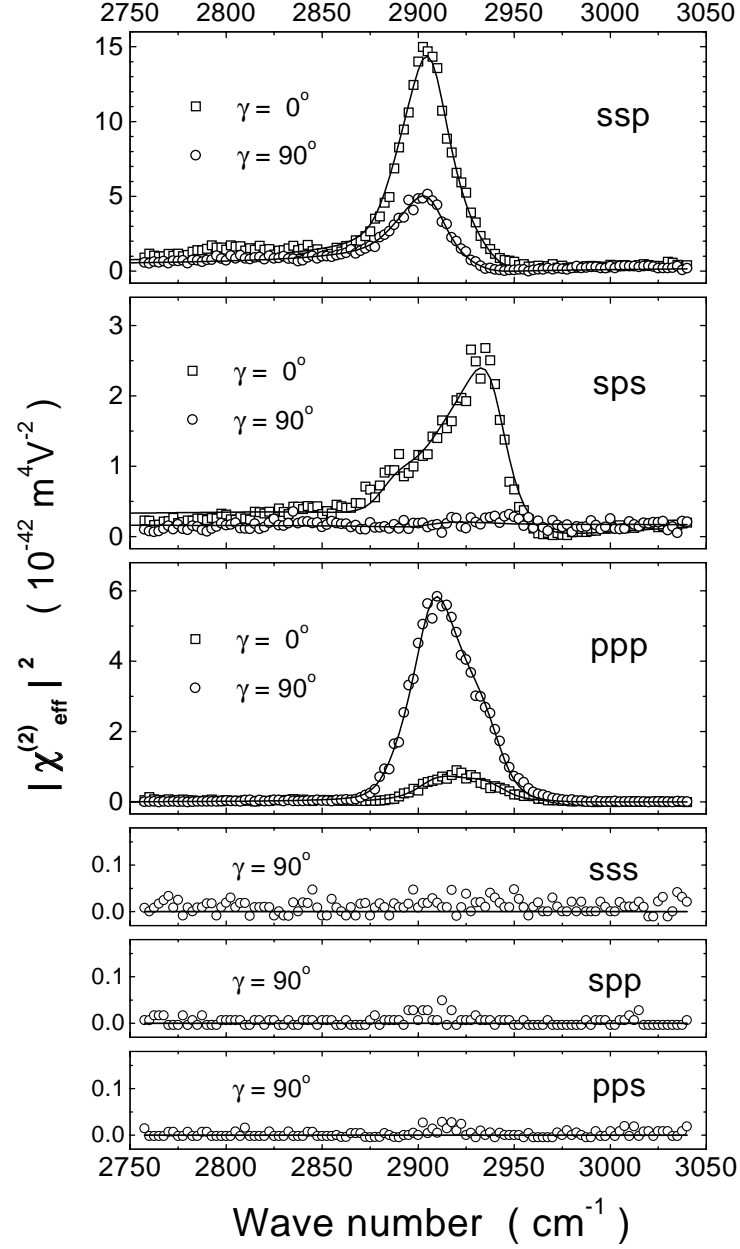 2750 2800 2850 2900 2950 3000 3050
15
10
5
0
γ = 0°
γ = 90°
ssp
3
2
1
0
γ = 0°
γ = 90°
sps
6
4
2
0
γ = 0°
γ = 90°
ppp
0.1
0.0
γ = 90°
sss
0.1
0.0
γ = 90°
spp
0.1
0.0
γ = 90°
pps
2750 2800 2850 2900 2950 3000 3050
Wave number ( cm⁻¹ )
| χ⁽²⁾eff |² ( 10⁻⁴² m⁴V⁻² )